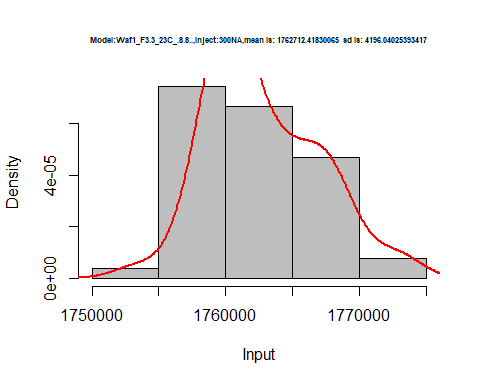 Model:Waf1_F3.3_23C_.8.8..,Inject:300NA,mean is: 1762712.41830065 sd is: 4196.04025393417
Density
4e-05
0e+00
1750000 1760000 1770000
Input